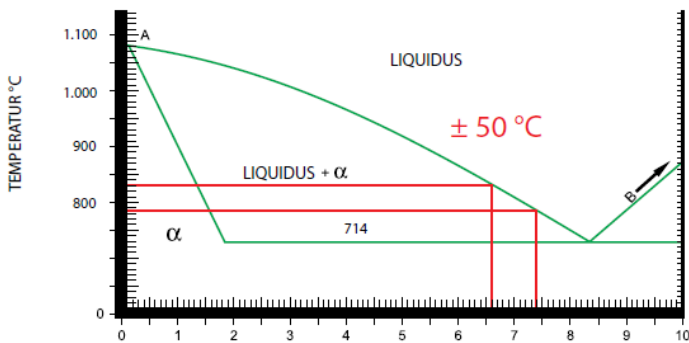 TEMPERATUR °C
1.100
1.000
900
800
0
A
LIQUIDUS
± 50 °C
LIQUIDUS + α
B
α
714
0 1 2 3 4 5 6 7 8 9 10